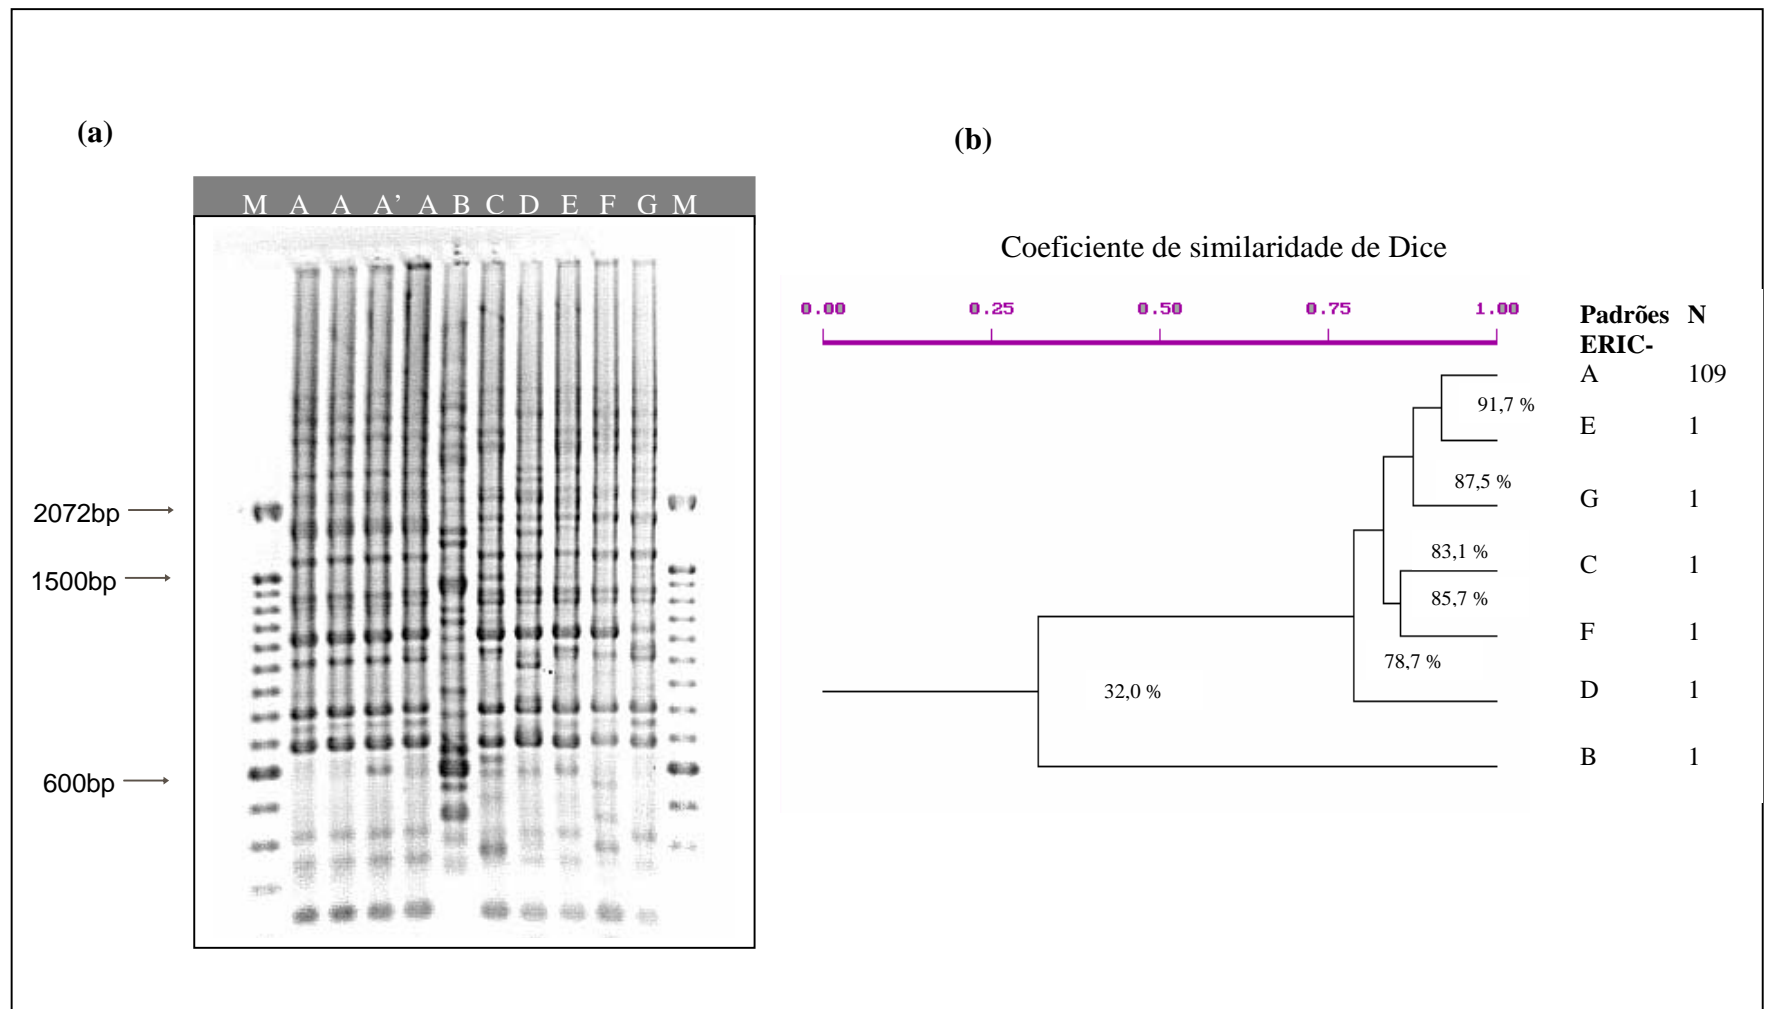 (a)
M A A A’ A B C D E F G M
2072bp
1500bp
600bp
(b)
Coeficiente de similaridade de Dice
0.00 0.25 0.50 0.75 1.00
Padrões N
ERIC-
A 109
91,7 %
E 1
87,5 %
G 1
83,1 %
C 1
85,7 %
F 1
78,7 %
D 1
32,0 %
B 1